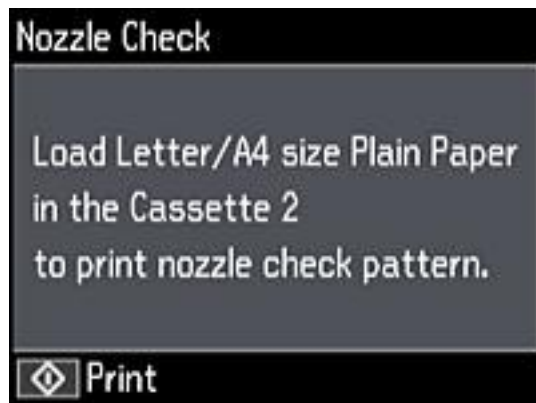 Nozzle Check
Load Letter/A4 size Plain Paper
in the Cassette 2
to print nozzle check pattern.
Print